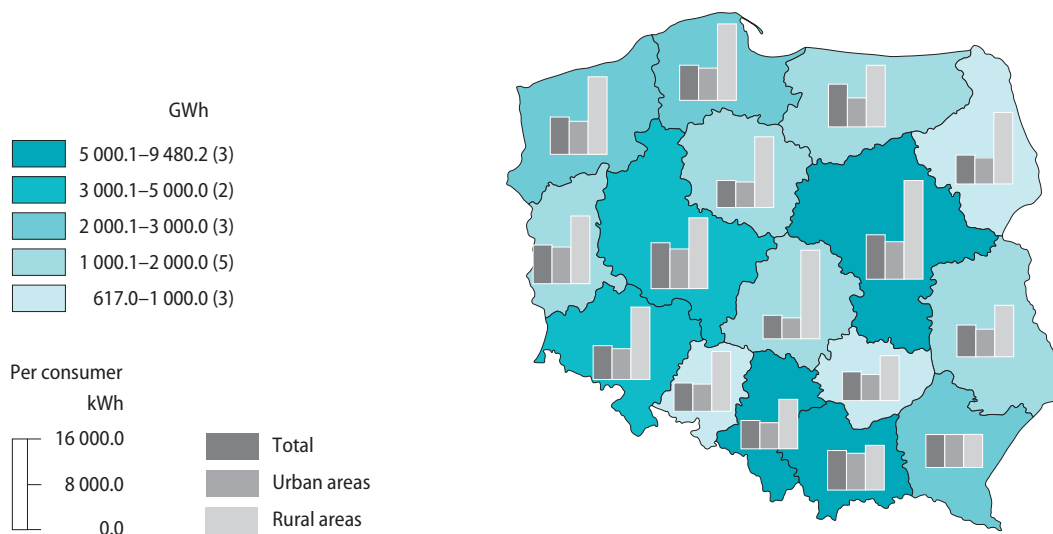 GWh
5 000.1–9 480.2 (3)
3 000.1–5 000.0 (2)
2 000.1–3 000.0 (3)
1 000.1–2 000.0 (5)
617.0–1 000.0 (3)
Per consumer
kWh
16 000.0
8 000.0
0.0
Total
Urban areas
Rural areas